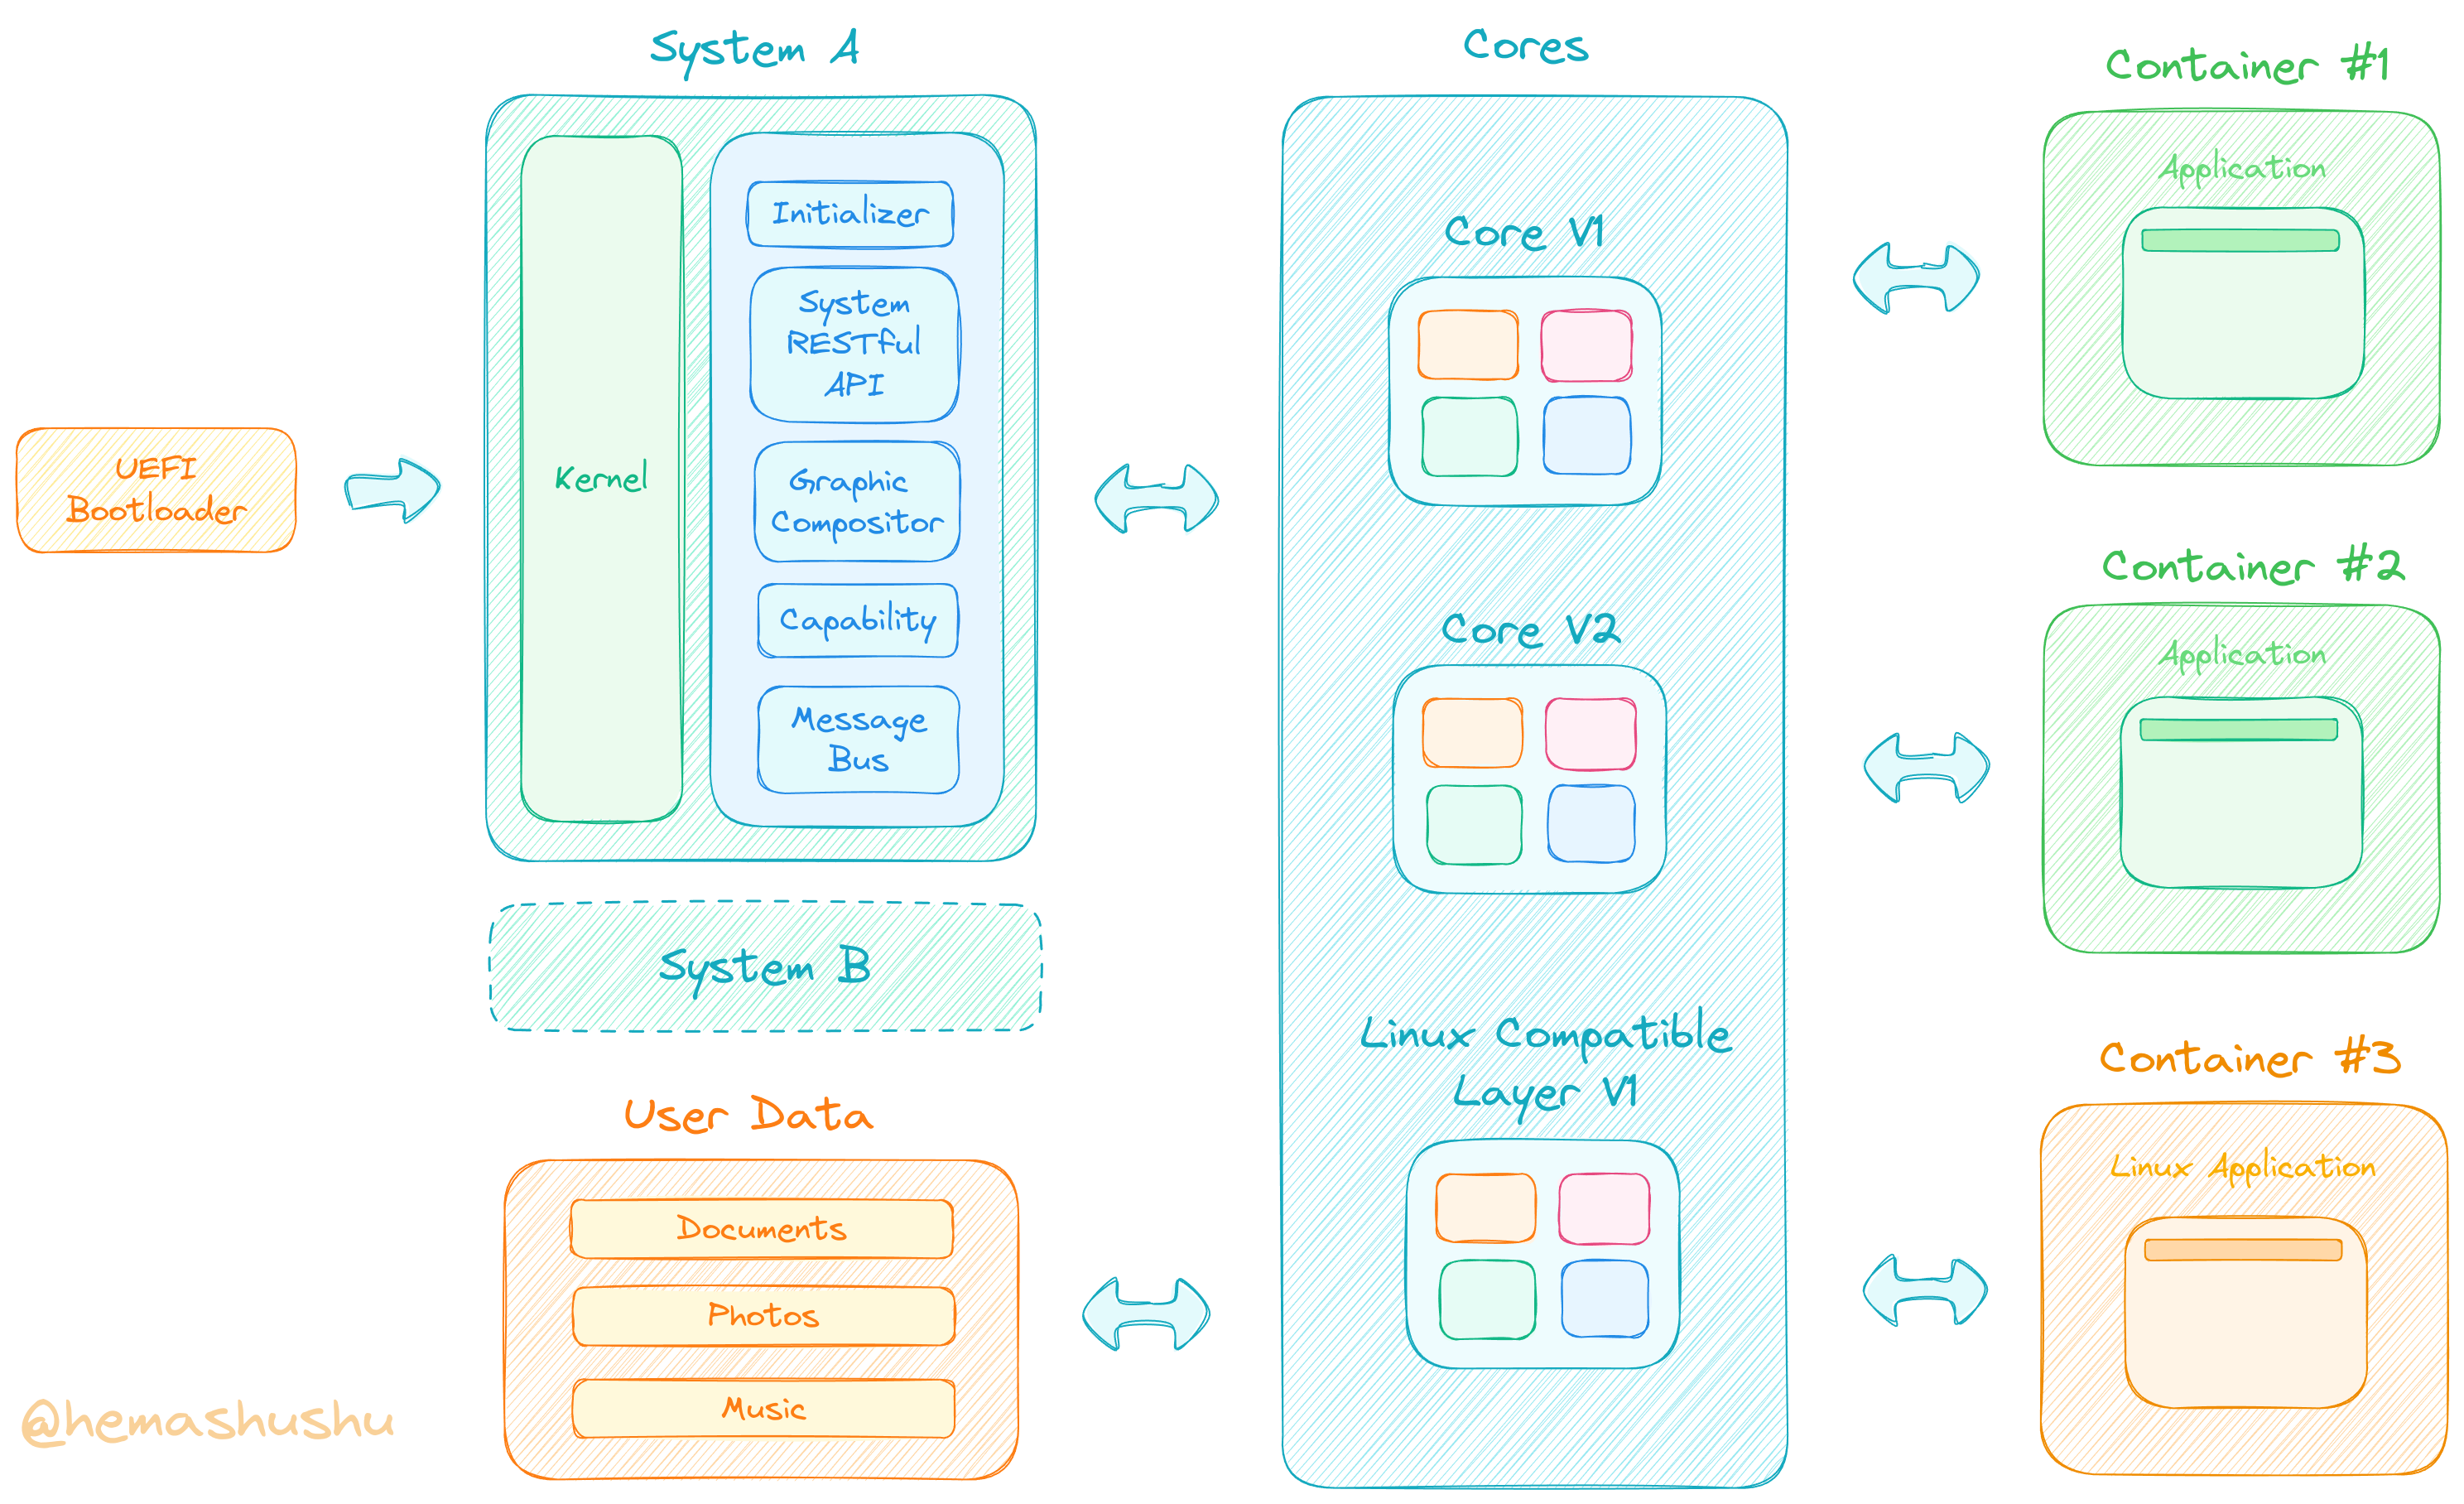 System A
Cores
Container #1
Initializer
System
RESTful
API
Graphic
Compositor
Capability
Message
Bus
Kernel
UEFI
Bootloader
Core V1
Core V2
Linux Compatible
Layer V1
Application
Container #2
Application
Container #3
Linux Application
System B
User Data
Documents
Photos
Music
@hemashushu